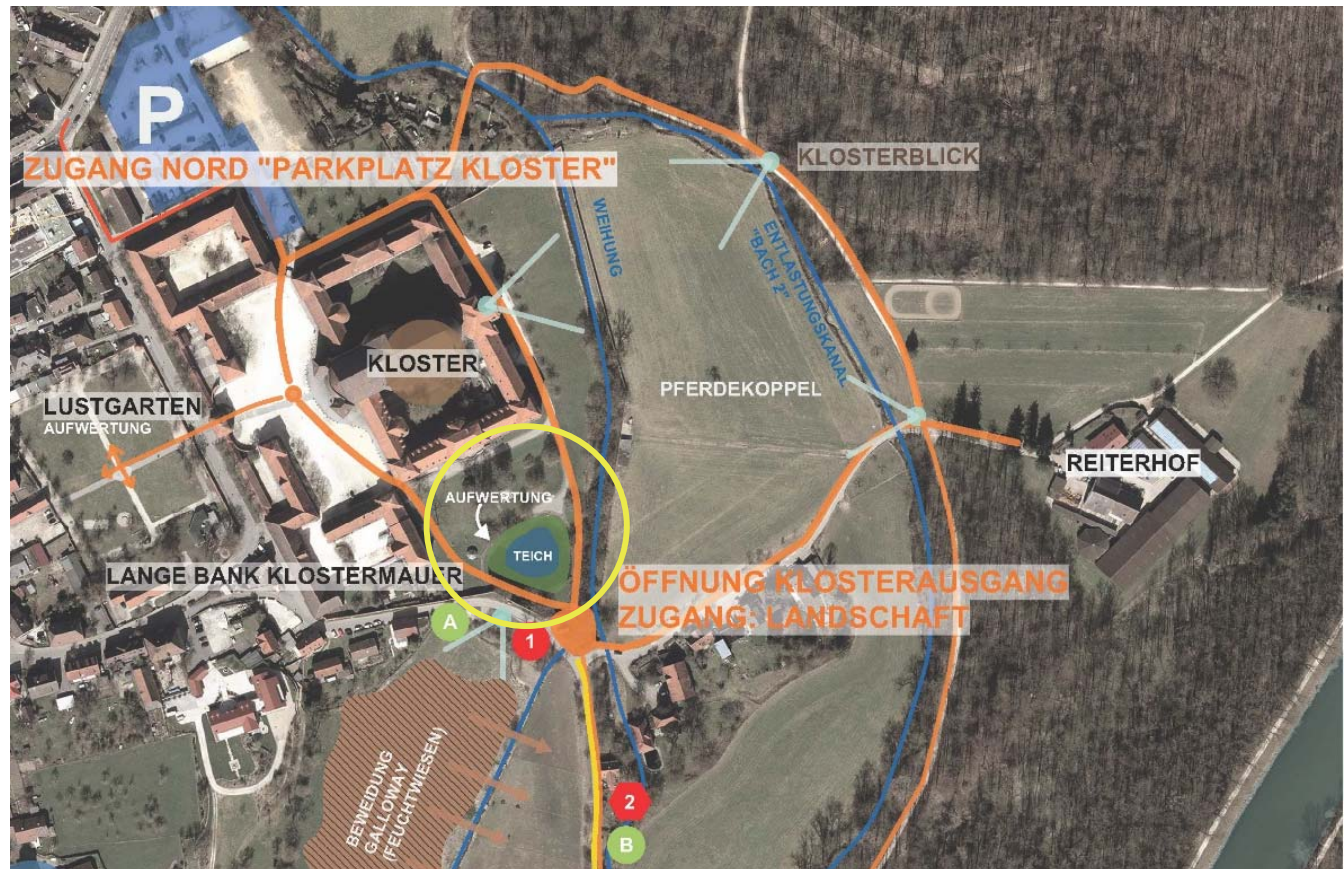 P
ZUGANG NORD "PARKPLATZ KLOSTER"
KLOSTERBLICK
WEIHUNG
ENTLASTUNGSKANAL
"BACH 2"
KLOSTER
PFERDEKOPPEL
LUSTGARTEN
AUFWERTUNG
REITERHOF
AUFWERTUNG
TEICH
LANGE BANK KLOSTERMAUER
ÖFFNUNG KLOSTERAUSGANG
ZUGANG: LANDSCHAFT
A
1
BEWEIDUNG
GALLOWAY
(FEUCHTWIESEN)
2
B